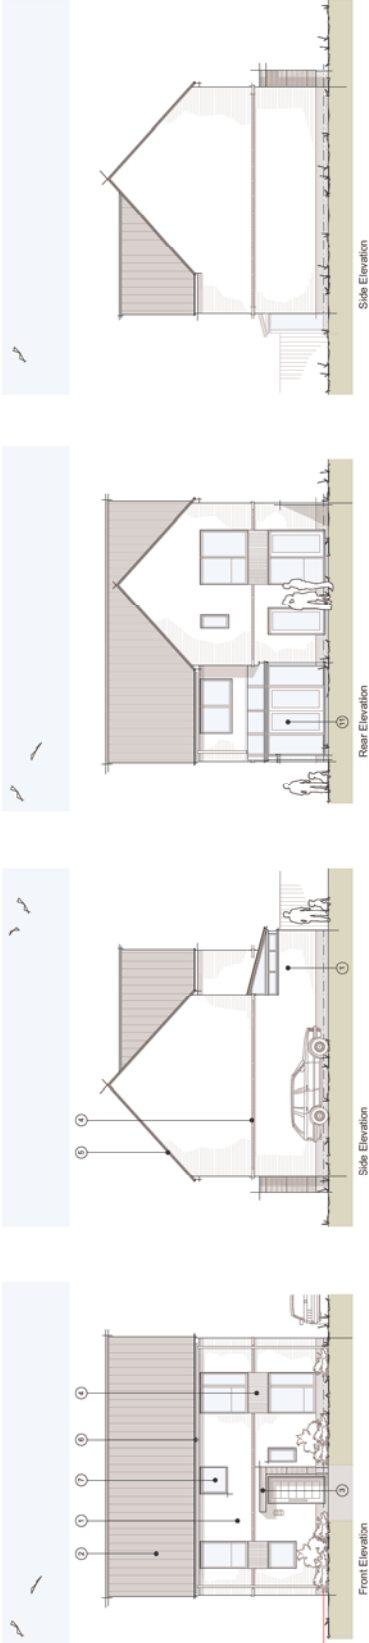 2 1 7 6 4
3
Front Elevation
5 4
1
Side Elevation
11
Rear Elevation
Side Elevation